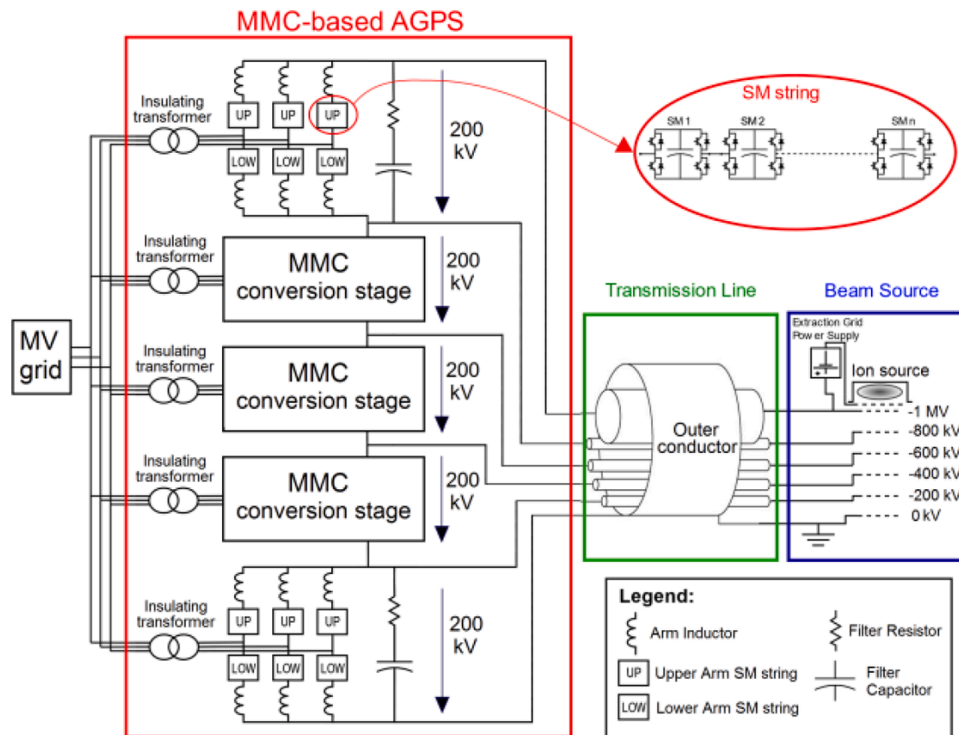 MMC-based AGPS
Insulating
transformer
UP
UP
UP
LOW
LOW
LOW
200
kV
SM string
SM 1
SM 2
SM n
Insulating
transformer
MMC
conversion stage
200
kV
MV
grid
Insulating
transformer
MMC
conversion stage
200
kV
Insulating
transformer
MMC
conversion stage
200
kV
Insulating
transformer
UP
UP
UP
LOW
LOW
LOW
200
kV
Transmission Line
Outer
conductor
Beam Source
Extraction Grid
Power Supply
Ion source
-1 MV
-800 kV
-600 kV
-400 kV
-200 kV
0 kV
Legend:
Arm Inductor
UP
Upper Arm SM string
LOW
Lower Arm SM string
Filter Resistor
Filter
Capacitor